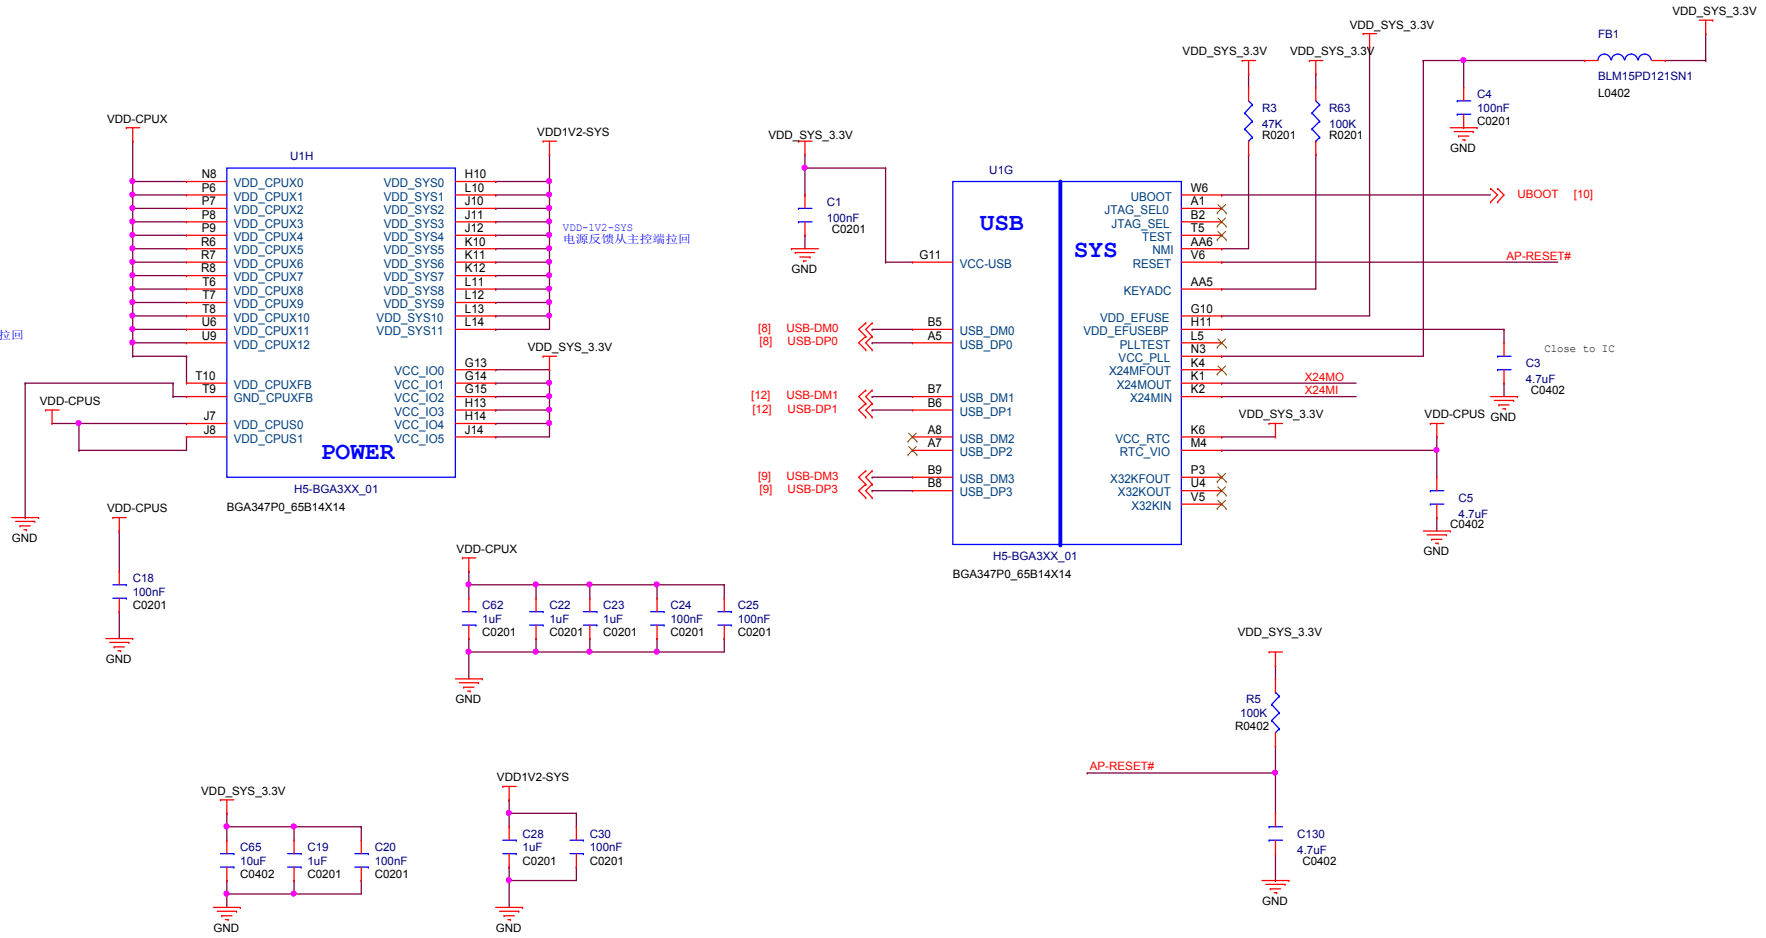 VDD_SYS_3.3V
VDD_SYS_3.3V
FB1
BLM15PD121SN1
L0402
VDD_SYS_3.3V
VDD_SYS_3.3V
R3
47K
R0201
R63
100K
R0201
C4
100nF
C0201
GND
VDD-CPUX
VDD1V2-SYS
U1H
N8 VDD_CPUX0 VDD_SYS0 H10
P6 VDD_CPUX1 VDD_SYS1 L10
P7 VDD_CPUX2 VDD_SYS2 J10
P8 VDD_CPUX3 VDD_SYS3 J11
P9 VDD_CPUX4 VDD_SYS4 J12
R6 VDD_CPUX5 VDD_SYS5 K10
R7 VDD_CPUX6 VDD_SYS6 K11
R8 VDD_CPUX7 VDD_SYS7 K12
T6 VDD_CPUX8 VDD_SYS8 L11
T7 VDD_CPUX9 VDD_SYS9 L12
T8 VDD_CPUX10 VDD_SYS10 L13
U6 VDD_CPUX11 VDD_SYS11 L14
U9 VDD_CPUX12
VDD-1V2-SYS
电源反馈从主控端拉回
拉回
VDD_SYS_3.3V
VCC_IO0 G13
T10 VDD_CPUXFB VCC_IO1 G14
T9 GND_CPUXFB VCC_IO2 G15
VCC_IO3 H13
J7 VDD_CPUS0 VCC_IO4 H14
J8 VDD_CPUS1 VCC_IO5 J14
POWER
H5-BGA3XX_01
BGA347P0_65B14X14
VDD-CPUS
GND
VDD-CPUS
C18
100nF
C0201
GND
VDD_SYS_3.3V
C1
100nF
C0201
GND
U1G
USB
SYS
G11 VCC-USB
[8] USB-DM0 B5 USB_DM0
[8] USB-DP0 A5 USB_DP0
[12] USB-DM1 B7 USB_DM1
[12] USB-DP1 B6 USB_DP1
A8 USB_DM2
A7 USB_DP2
[9] USB-DM3 B9 USB_DM3
[9] USB-DP3 B8 USB_DP3
UBOOT W6 UBOOT [10]
JTAG_SEL0 A1
JTAG_SEL B2
TEST T5
NMI AA6
RESET V6 AP-RESET#
KEYADC AA5
VDD_EFUSE G10
VDD_EFUSEBP H11
PLLTEST L5
VCC_PLL N3
X24MFOUT K4
X24MOUT K1 X24MO
X24MIN K2 X24MI
VCC_RTC K6
RTC_VIO M4
X32KFOUT P3
X32KOUT U4
X32KIN V5
H5-BGA3XX_01
BGA347P0_65B14X14
Close to IC
C3
4.7uF
C0402
GND
VDD_SYS_3.3V
VDD-CPUS
C5
4.7uF
C0402
GND
VDD-CPUX
C62
1uF
C0201
C22
1uF
C0201
C23
1uF
C0201
C24
100nF
C0201
C25
100nF
C0201
GND
VDD_SYS_3.3V
R5
100K
R0402
AP-RESET#
C130
4.7uF
C0402
GND
VDD_SYS_3.3V
C65
10uF
C0402
C19
1uF
C0201
C20
100nF
C0201
GND
VDD1V2-SYS
C28
1uF
C0201
C30
100nF
C0201
GND